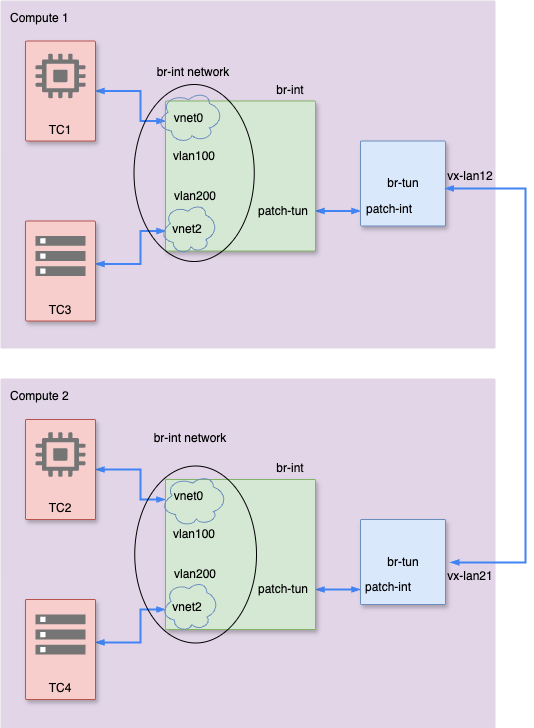 Compute 1
br-int network
br-int
TC1
vnet0
vlan100
vlan200
vnet2
patch-tun
br-tun
patch-int
vx-lan12
TC3
Compute 2
br-int network
br-int
TC2
vnet0
vlan100
vlan200
vnet2
patch-tun
br-tun
patch-int
vx-lan21
TC4